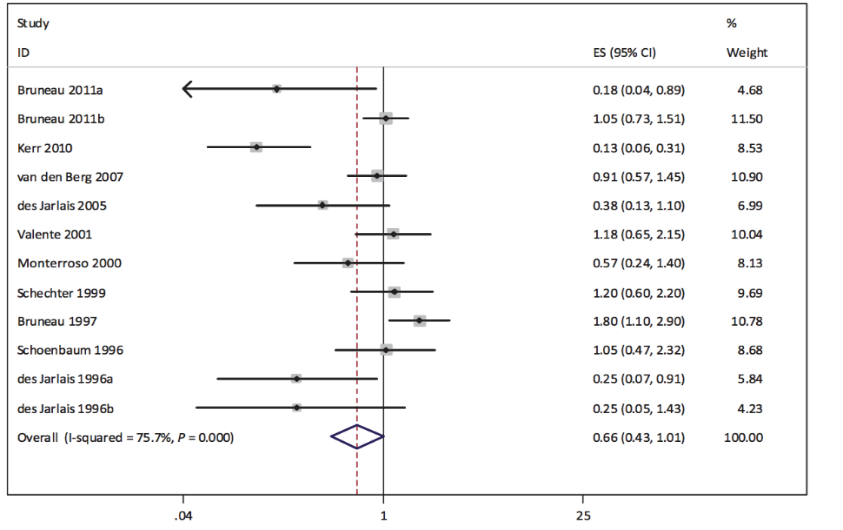 Study %
ID ES (95% CI) Weight
Bruneau 2011a 0.18 (0.04, 0.89) 4.68
Bruneau 2011b 1.05 (0.73, 1.51) 11.50
Kerr 2010 0.13 (0.06, 0.31) 8.53
van den Berg 2007 0.91 (0.57, 1.45) 10.90
des Jarlais 2005 0.38 (0.13, 1.10) 6.99
Valente 2001 1.18 (0.65, 2.15) 10.04
Monterroso 2000 0.57 (0.24, 1.40) 8.13
Schechter 1999 1.20 (0.60, 2.20) 9.69
Bruneau 1997 1.80 (1.10, 2.90) 10.78
Schoenbaum 1996 1.05 (0.47, 2.32) 8.68
des Jarlais 1996a 0.25 (0.07, 0.91) 5.84
des Jarlais 1996b 0.25 (0.05, 1.43) 4.23
Overall (I-squared = 75.7%, P = 0.000) 0.66 (0.43, 1.01) 100.00
.04 1 25